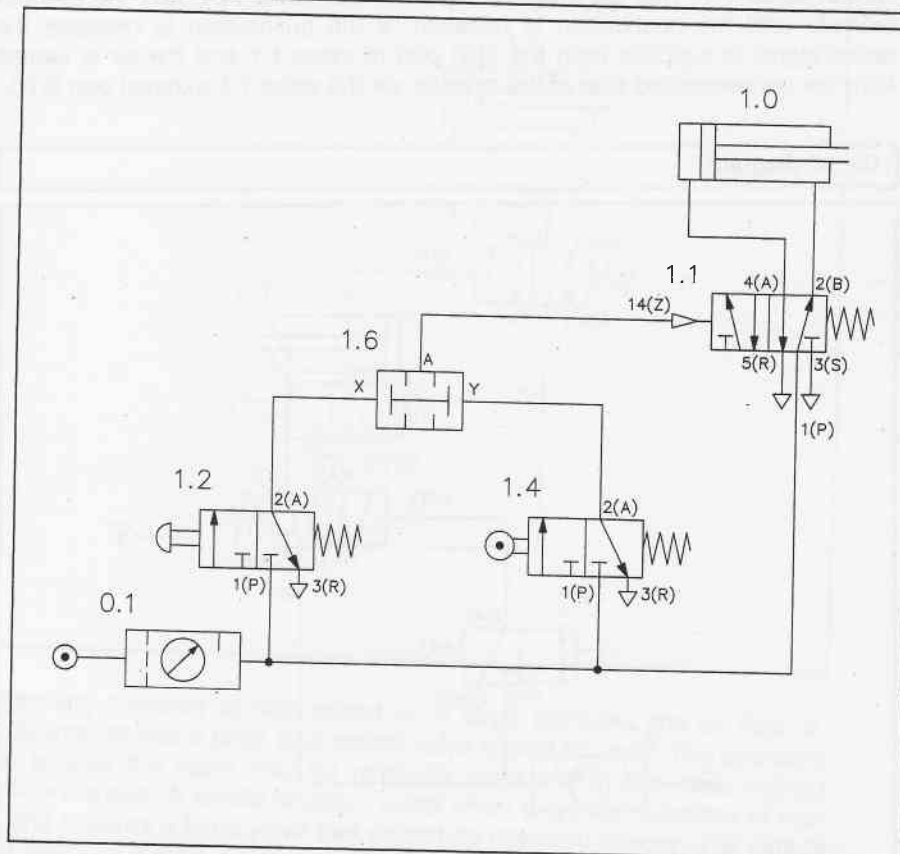 1.0
1.1
4(A)
2(B)
14(Z)
5(R)
3(S)
1(P)
1.6
A
X
Y
1.2
2(A)
1(P)
3(R)
1.4
2(A)
1(P)
3(R)
0.1